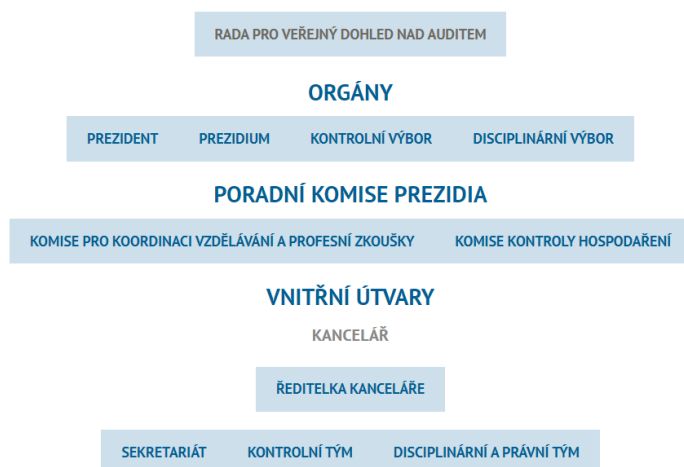 RADA PRO VEŘEJNÝ DOHLED NAD AUDITEM
ORGÁNY
PREZIDENT PREZIDIUM KONTROLNÍ VÝBOR DISCIPLINÁRNÍ VÝBOR
PORADNÍ KOMISE PREZIDIA
KOMISE PRO KOORDINACI VZDĚLÁVÁNÍ A PROFESNÍ ZKOUŠKY KOMISE KONTROLY HOSPODAŘENÍ
VNITŘNÍ ÚTVARY
KANCELÁŘ
ŘEDITELKA KANCELÁŘE
SEKRETARIÁT KONTROLNÍ TÝM DISCIPLINÁRNÍ A PRÁVNÍ TÝM